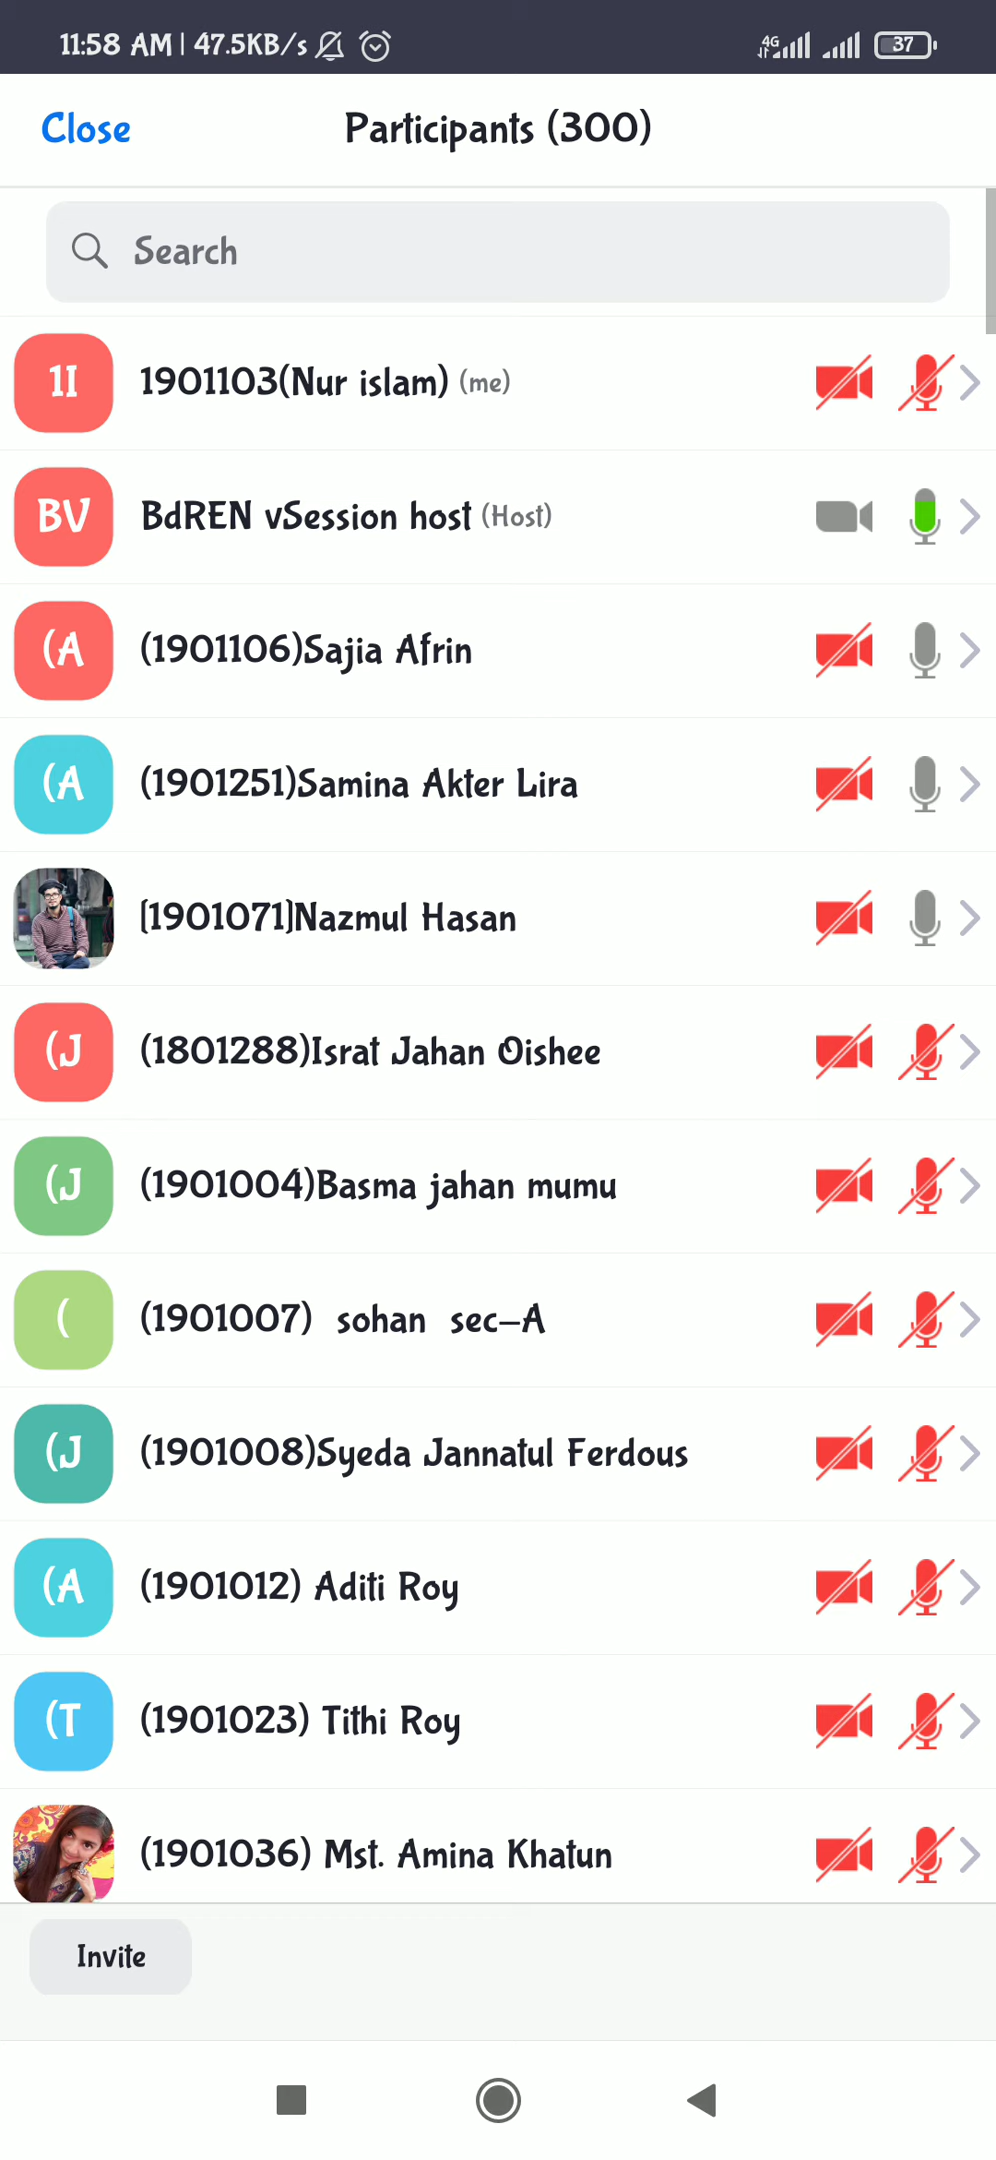 11:58 AM | 47.5KB/s 4G 37
Close Participants (300)
Search
1I 1901103(Nur islam) (me)
BV BdREN vSession host (Host)
(A (1901106)Sajia Afrin
(A (1901251)Samina Akter Lira
[1901071]Nazmul Hasan
(J (1801288)Israt Jahan Oishee
(J (1901004)Basma jahan mumu
( (1901007) sohan sec-A
(J (1901008)Syeda Jannatul Ferdous
(A (1901012) Aditi Roy
(T (1901023) Tithi Roy
(1901036) Mst. Amina Khatun
Invite